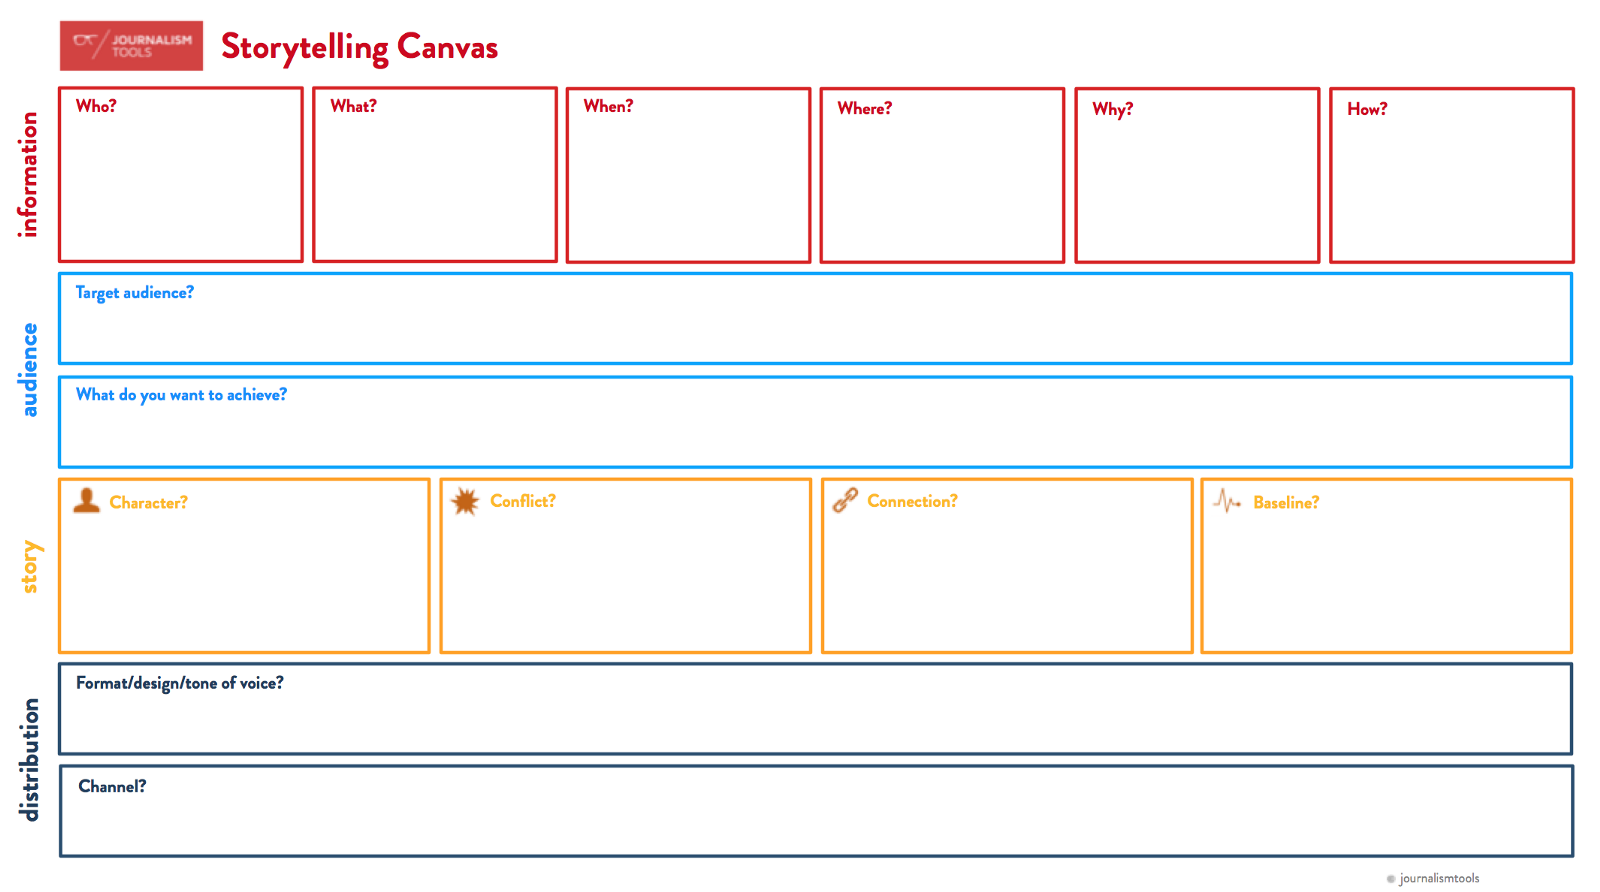 JOURNALISM
TOOLS
Storytelling Canvas
information
Who?
What?
When?
Where?
Why?
How?
audience
Target audience?
What do you want to achieve?
story
Character?
Conflict?
Connection?
Baseline?
distribution
Format/design/tone of voice?
Channel?
journalismtools